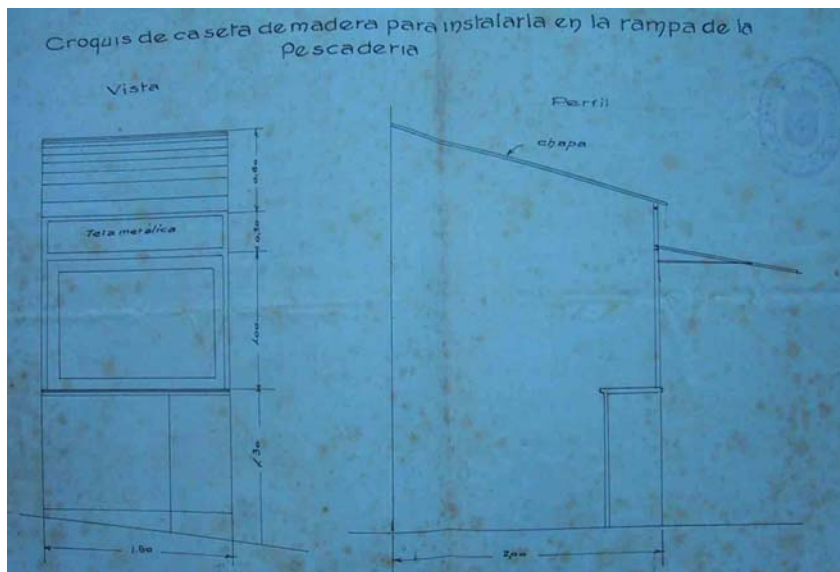 Croquis de caseta de madera para instalarla en la rampa de la
Pescaderia
Vista
Perfil
chapa
0,80
0,30
Tela metálica
1,00
1,30
1.80
2,00